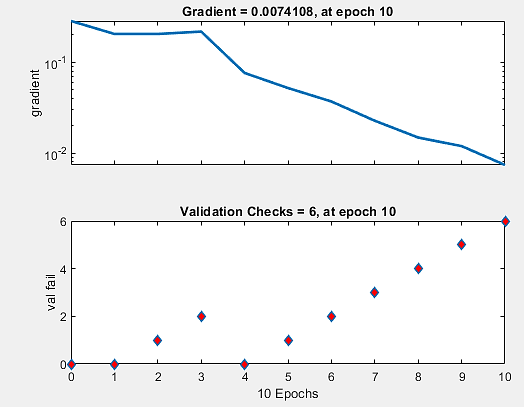 Gradient = 0.0074108, at epoch 10
10-1
gradient
10-2
Validation Checks = 6, at epoch 10
6
4
val fail
2
0
0 1 2 3 4 5 6 7 8 9 10
10 Epochs